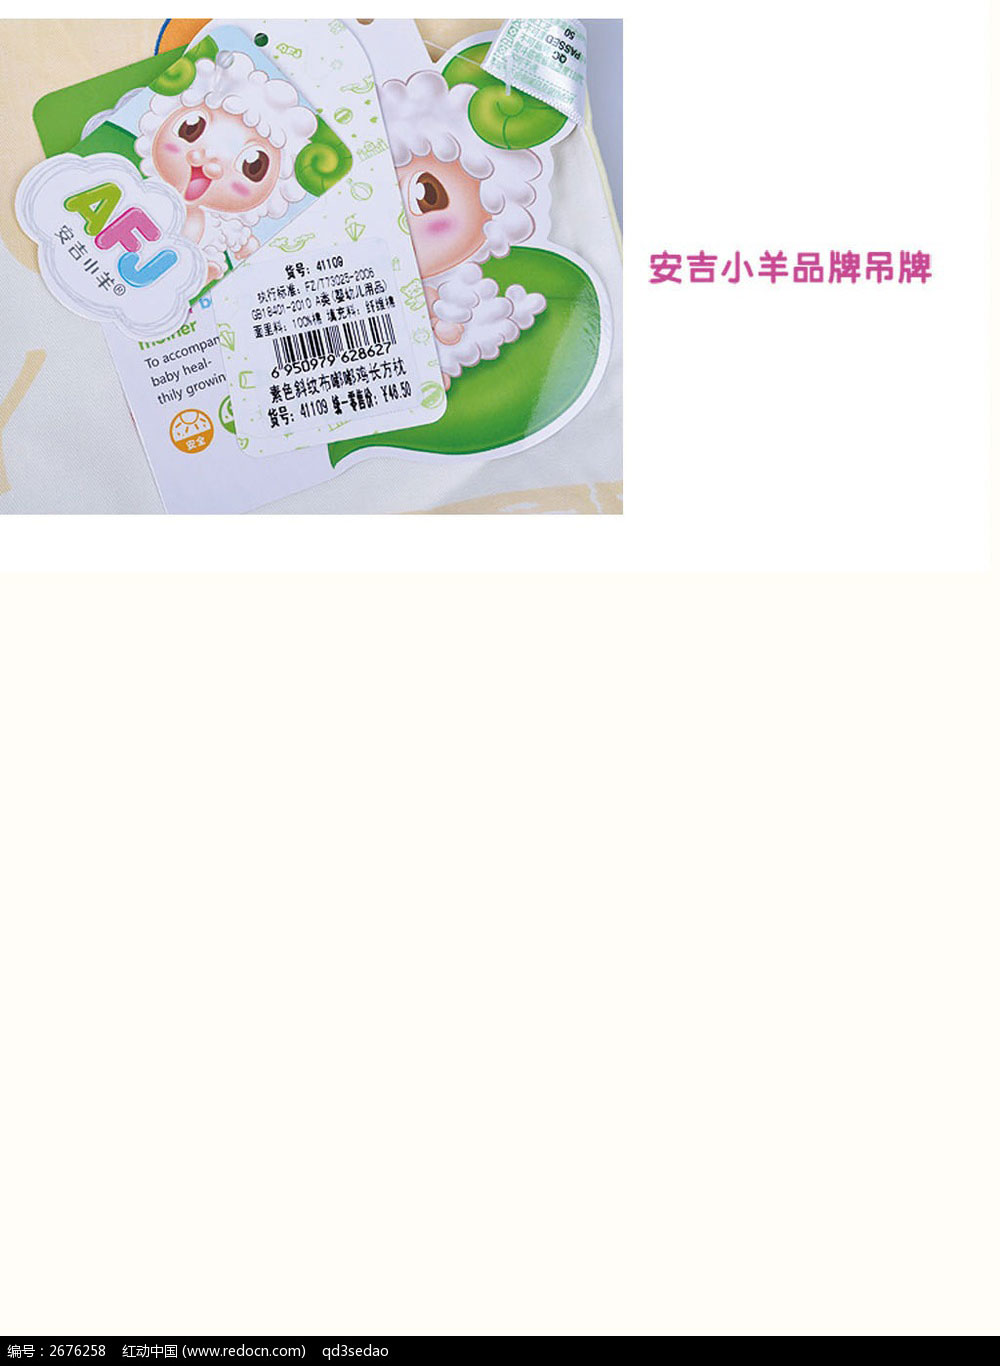 AFJ
安吉小羊®
QC
PASSED
50
mother
To accompan
baby heal-
thily growin
安全
货号：41109
执行标准：FZ/T73025-2006
GB18401-2010 A类(婴幼儿用品)
面里料：100%棉 填充料：纤维棉
6 950979 628627
素色斜纹布嘟嘟鸡长方枕
货号：41109 统一零售价：￥48.50
安吉小羊品牌吊牌
编号：2676258 红动中国 (www.redocn.com) qd3sedao